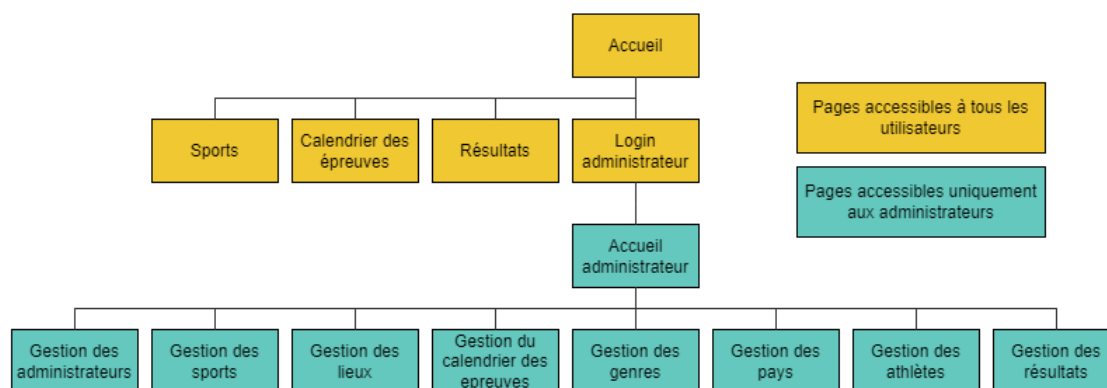 Accueil
Pages accessibles à tous les
utilisateurs
Sports
Calendrier des
épreuves
Résultats
Login
administrateur
Pages accessibles uniquement
aux administrateurs
Accueil
administrateur
Gestion des
administrateurs
Gestion des
sports
Gestion des
lieux
Gestion du
calendrier des
epreuves
Gestion des
genres
Gestion des
pays
Gestion des
athlètes
Gestion des
résultats